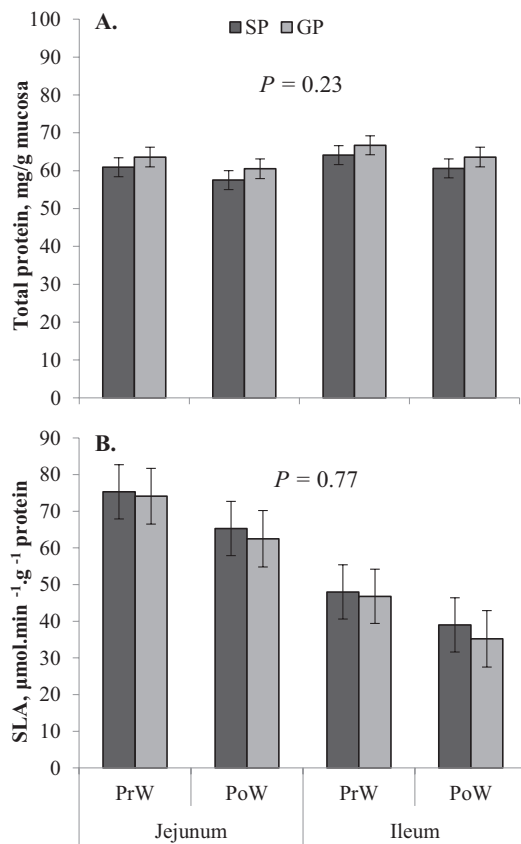 A.
SP GP
P = 0.23
Total protein, mg/g mucosa
100
90
80
70
60
50
40
30
20
10
0
B.
P = 0.77
SLA, µmol.min ⁻¹.g ⁻¹ protein
90
80
70
60
50
40
30
20
10
0
PrW PoW PrW PoW
Jejunum Ileum